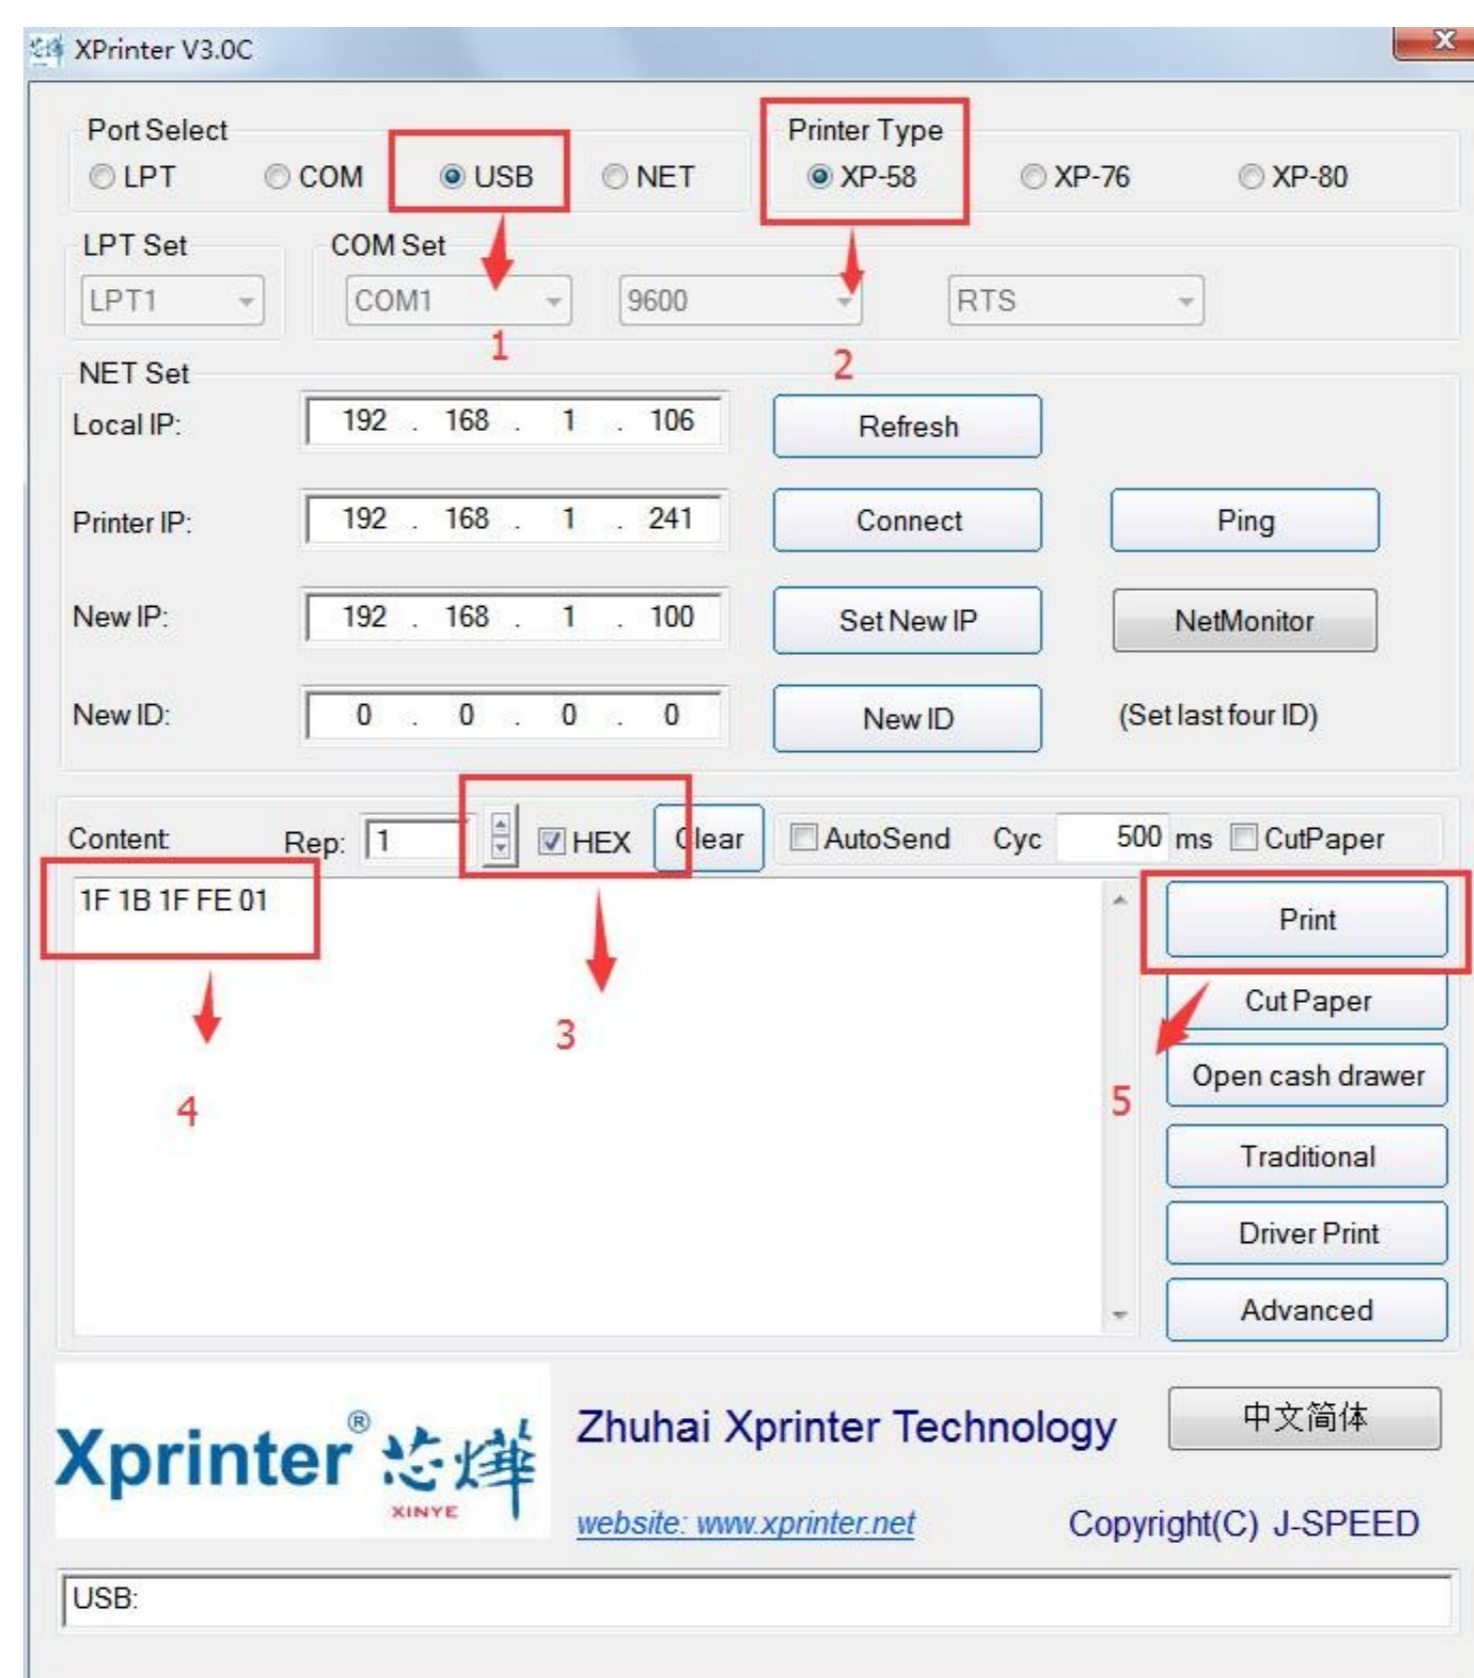 XPrinter V3.0C
Port Select
LPT COM USB NET
Printer Type
XP-58 XP-76 XP-80
LPT Set
LPT1
COM Set
COM1 9600 RTS
1
2
NET Set
Local IP: 192 . 168 . 1 . 106 Refresh
Printer IP: 192 . 168 . 1 . 241 Connect Ping
New IP: 192 . 168 . 1 . 100 Set New IP NetMonitor
New ID: 0 . 0 . 0 . 0 New ID (Set last four ID)
Content: Rep: 1 HEX Clear AutoSend Cyc 500 ms CutPaper
1F 1B 1F FE 01
Print
Cut Paper
3
Open cash drawer
4
5
Traditional
Driver Print
Advanced
Xprinter® 芯烨
XINYE
Zhuhai Xprinter Technology
中文简体
website: www.xprinter.net
Copyright(C) J-SPEED
USB: